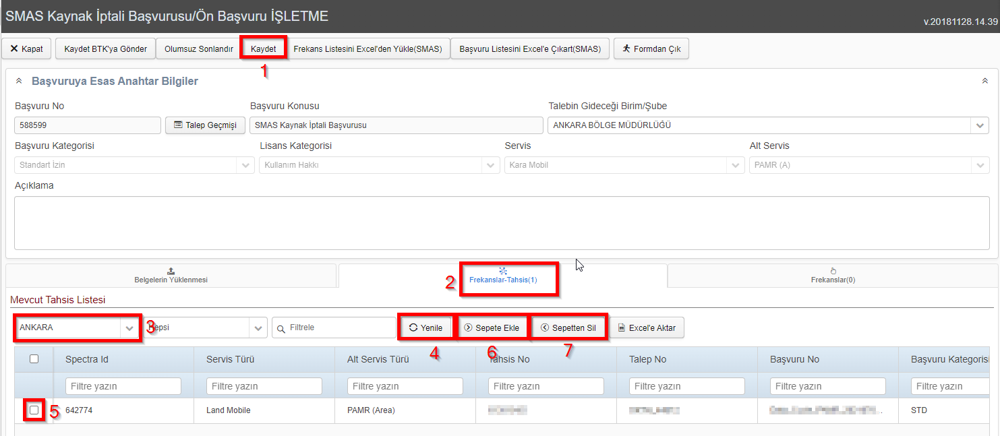 SMAS Kaynak İptali Başvurusu/Ön Başvuru İŞLETME
v.20181128.14.39
Kapat Kaydet BTK'ya Gönder Olumsuz Sonlandır Kaydet Frekans Listesini Excel'den Yükle(SMAS) Başvuru Listesini Excel'e Çıkart(SMAS) Formdan Çık
1
Başvuruya Esas Anahtar Bilgiler
Başvuru No Başvuru Konusu Talebin Gideceği Birim/Şube
588599 Talep Geçmişi SMAS Kaynak İptali Başvurusu ANKARA BÖLGE MÜDÜRLÜĞÜ
Başvuru Kategorisi Lisans Kategorisi Servis Alt Servis
Standart İzin Kullanım Hakkı Kara Mobil PAMR (A)
Açıklama
Belgelerin Yüklenmesi 2 Frekanslar-Tahsis(1) Frekanslar(0)
Mevcut Tahsis Listesi
ANKARA 3 Hepsi Filtrele Yenile Sepete Ekle Sepetten Sil Excel'e Aktar
4 6 7
Spectra Id Servis Türü Alt Servis Türü Tahsis No Talep No Başvuru No Başvuru Kategorisi
Filtre yazın Filtre yazın Filtre yazın Filtre yazın Filtre yazın Filtre yazın Filtre yazın
5 642774 Land Mobile PAMR (Area) STD